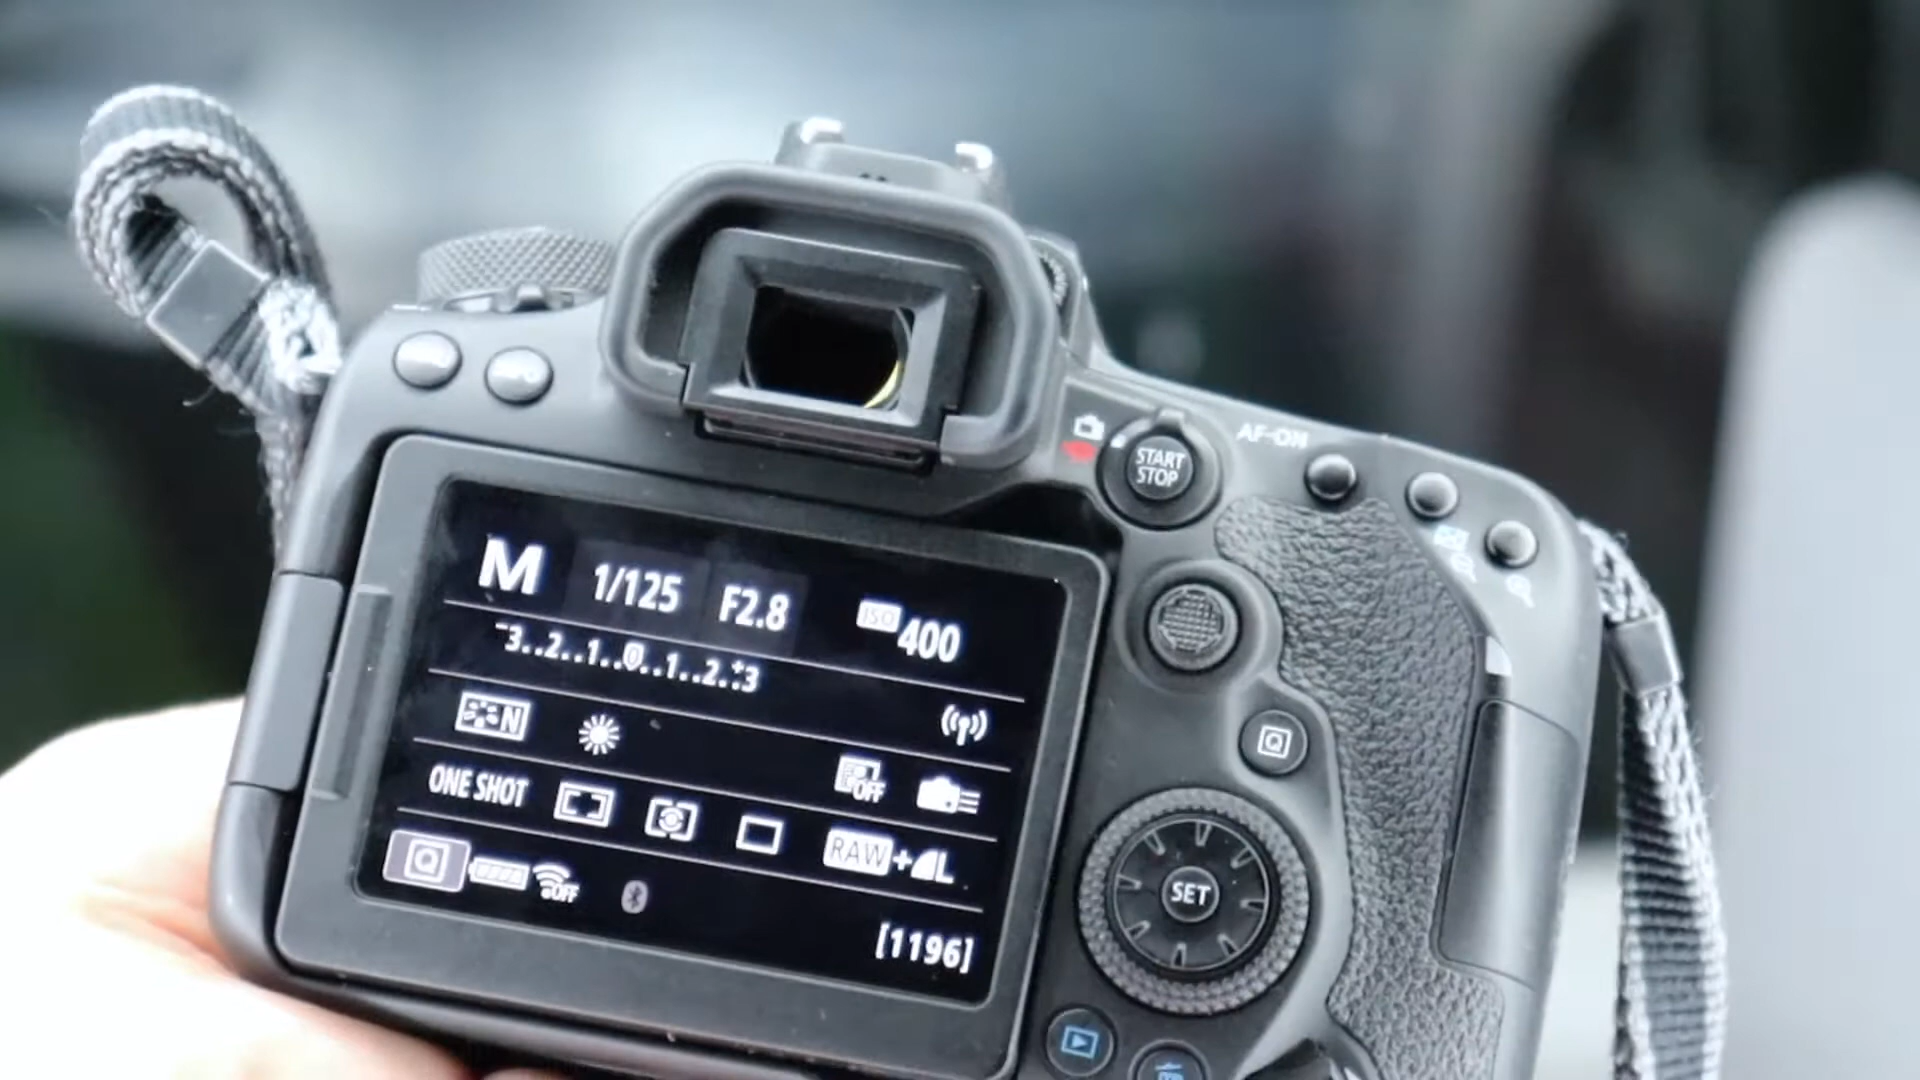 AF-ON
START
STOP
M 1/125 F2.8 ISO 400
-3..2..1..0..1..2..+3
N
OFF
ONE SHOT RAW+L
Q OFF
[1196]
Q
SET